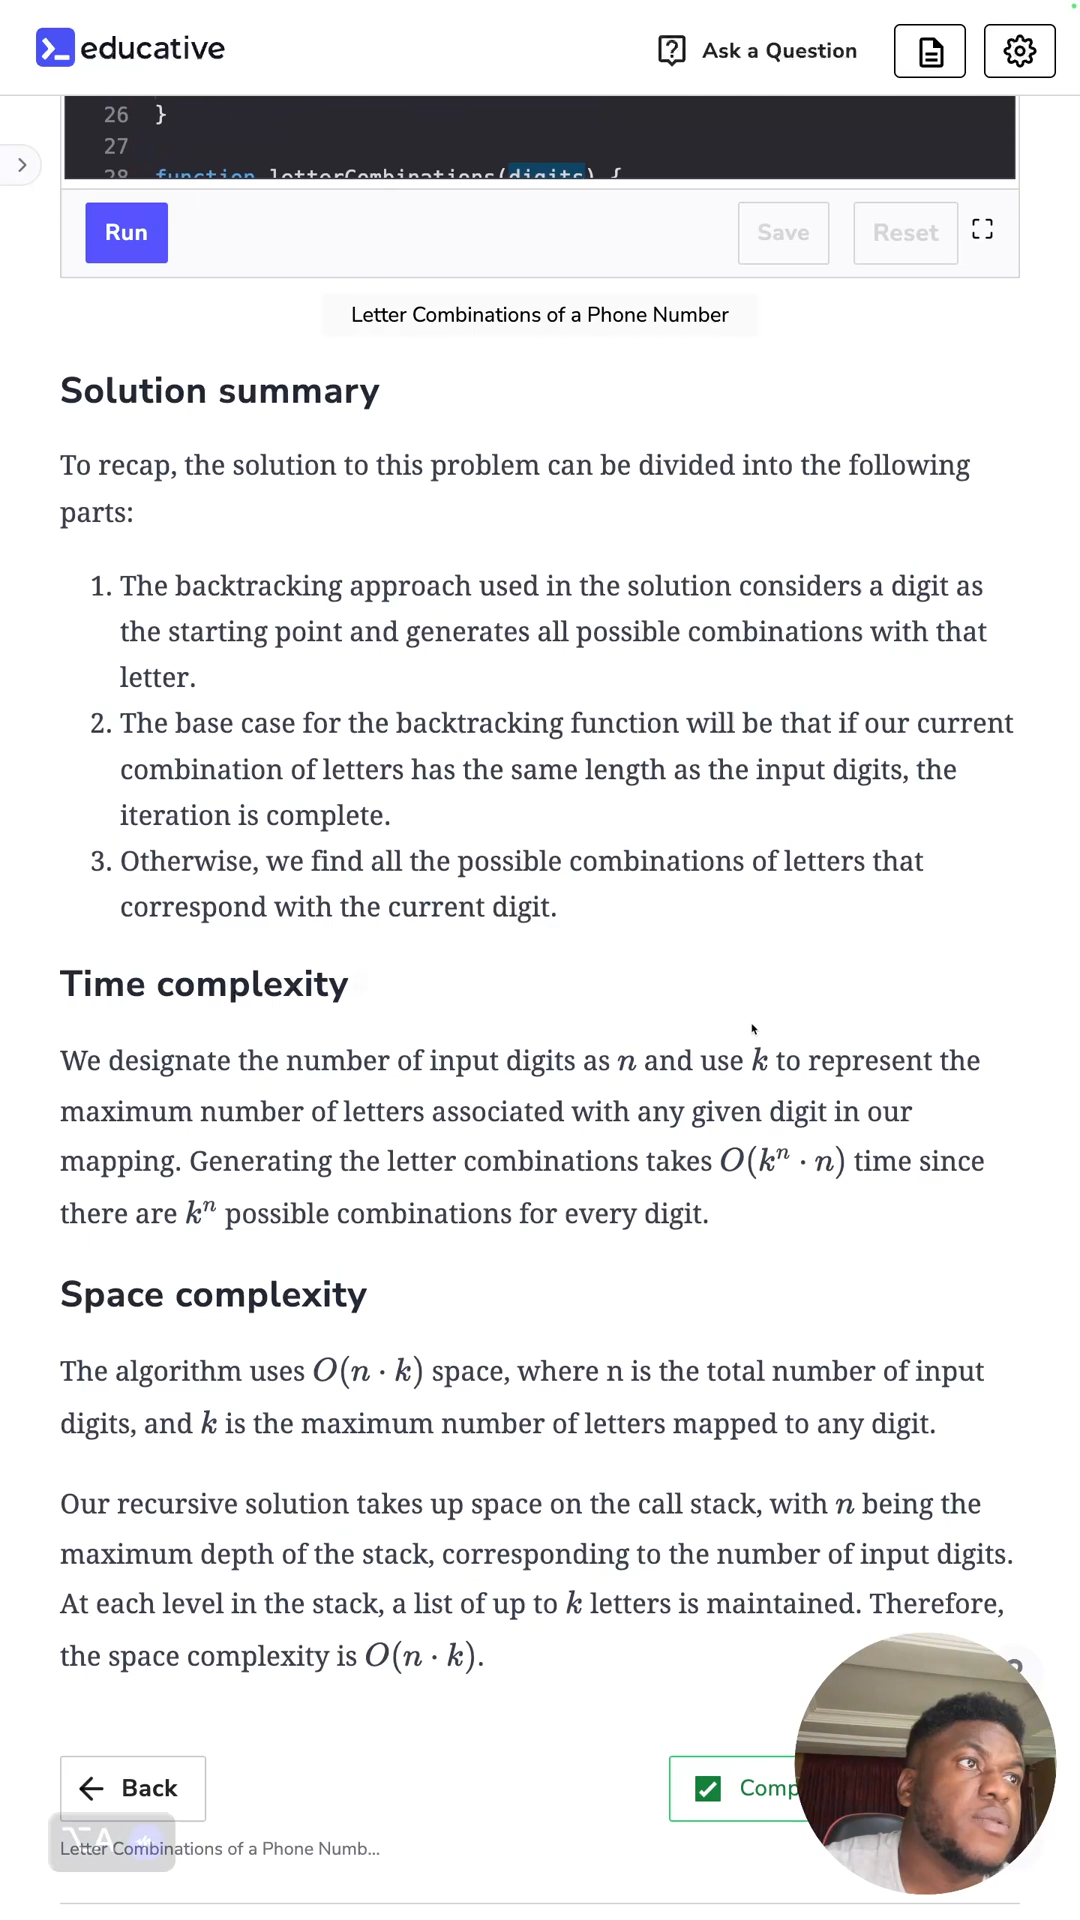 educative
Ask a Question
26 }
27
28 function letterCombinations(digits) {
Run
Save
Reset
Letter Combinations of a Phone Number
Solution summary
To recap, the solution to this problem can be divided into the following
parts:
1. The backtracking approach used in the solution considers a digit as
the starting point and generates all possible combinations with that
letter.
2. The base case for the backtracking function will be that if our current
combination of letters has the same length as the input digits, the
iteration is complete.
3. Otherwise, we find all the possible combinations of letters that
correspond with the current digit.
Time complexity
We designate the number of input digits as n and use k to represent the
maximum number of letters associated with any given digit in our
mapping. Generating the letter combinations takes O(kⁿ · n) time since
there are kⁿ possible combinations for every digit.
Space complexity
The algorithm uses O(n · k) space, where n is the total number of input
digits, and k is the maximum number of letters mapped to any digit.
Our recursive solution takes up space on the call stack, with n being the
maximum depth of the stack, corresponding to the number of input digits.
At each level in the stack, a list of up to k letters is maintained. Therefore,
the space complexity is O(n · k).
← Back
Comp
⌥A
Letter Combinations of a Phone Numb...